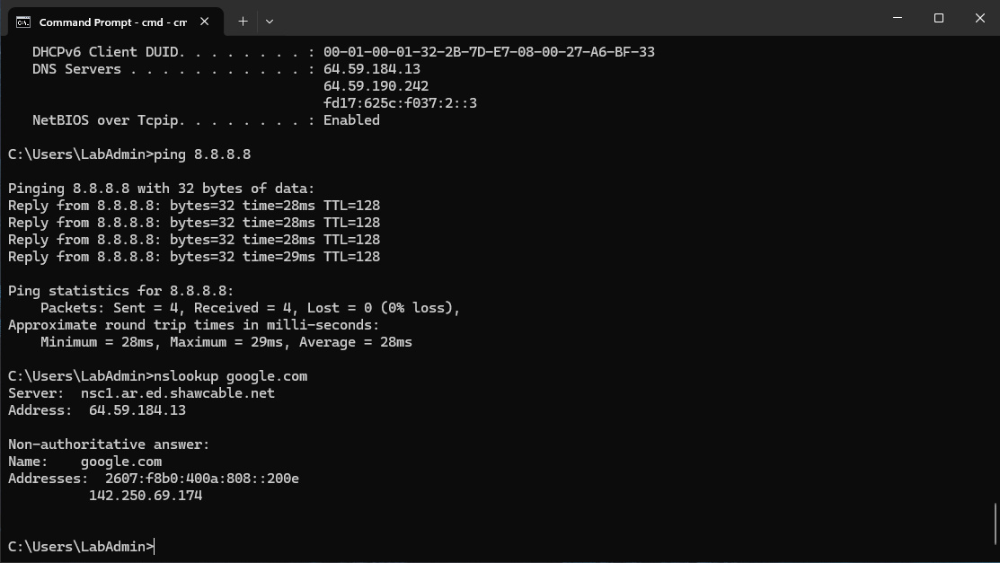 Command Prompt - cmd - cm
DHCPv6 Client DUID. . . . . . . . : 00-01-00-01-32-2B-7D-E7-08-00-27-A6-BF-33
DNS Servers . . . . . . . . . . . : 64.59.184.13
64.59.190.242
fd17:625c:f037:2::3
NetBIOS over Tcpip. . . . . . . . : Enabled
C:\Users\LabAdmin>ping 8.8.8.8
Pinging 8.8.8.8 with 32 bytes of data:
Reply from 8.8.8.8: bytes=32 time=28ms TTL=128
Reply from 8.8.8.8: bytes=32 time=28ms TTL=128
Reply from 8.8.8.8: bytes=32 time=28ms TTL=128
Reply from 8.8.8.8: bytes=32 time=29ms TTL=128
Ping statistics for 8.8.8.8:
Packets: Sent = 4, Received = 4, Lost = 0 (0% loss),
Approximate round trip times in milli-seconds:
Minimum = 28ms, Maximum = 29ms, Average = 28ms
C:\Users\LabAdmin>nslookup google.com
Server:  nsc1.ar.ed.shawcable.net
Address:  64.59.184.13
Non-authoritative answer:
Name:    google.com
Addresses:  2607:f8b0:400a:808::200e
142.250.69.174
C:\Users\LabAdmin>